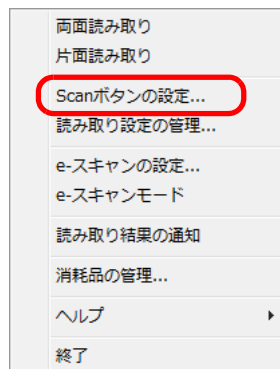 両面読み取り
片面読み取り
Scanボタンの設定...
読み取り設定の管理...
e-スキャンの設定...
e-スキャンモード
読み取り結果の通知
消耗品の管理...
ヘルプ
終了